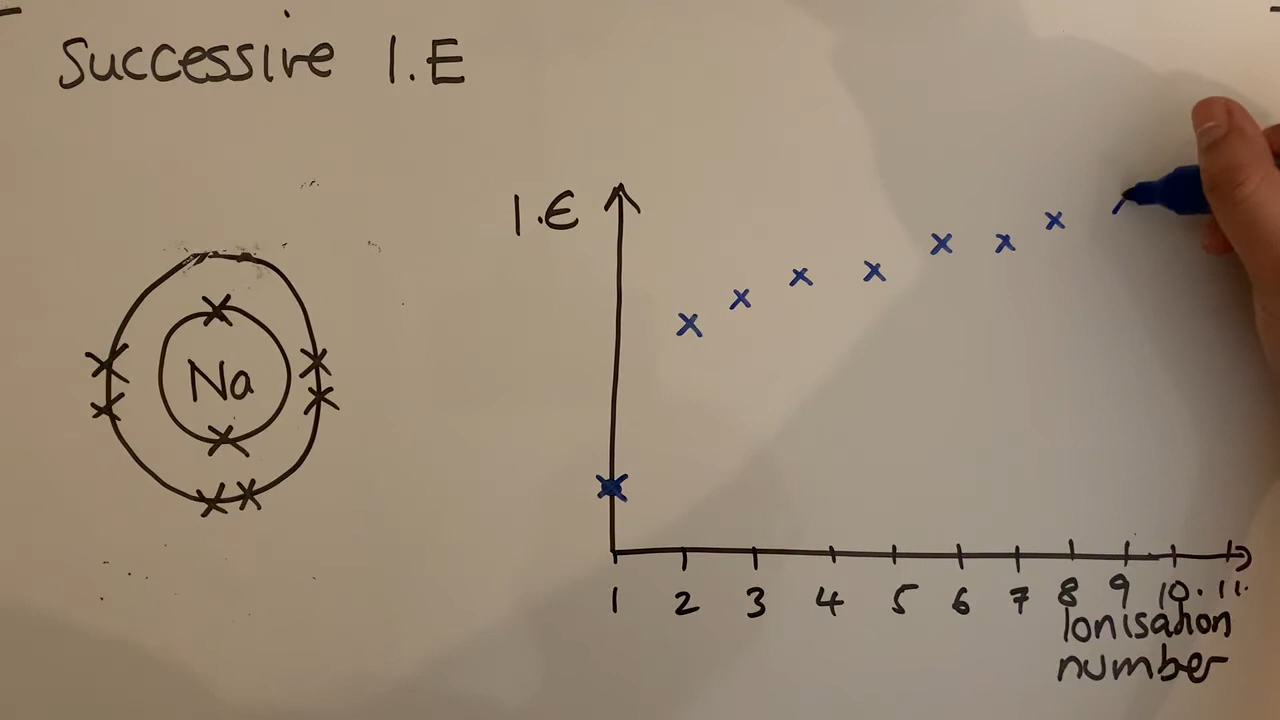 Successive I.E
I.E
Na
1 2 3 4 5 6 7 8 9 10. 11.
Ionisation
number